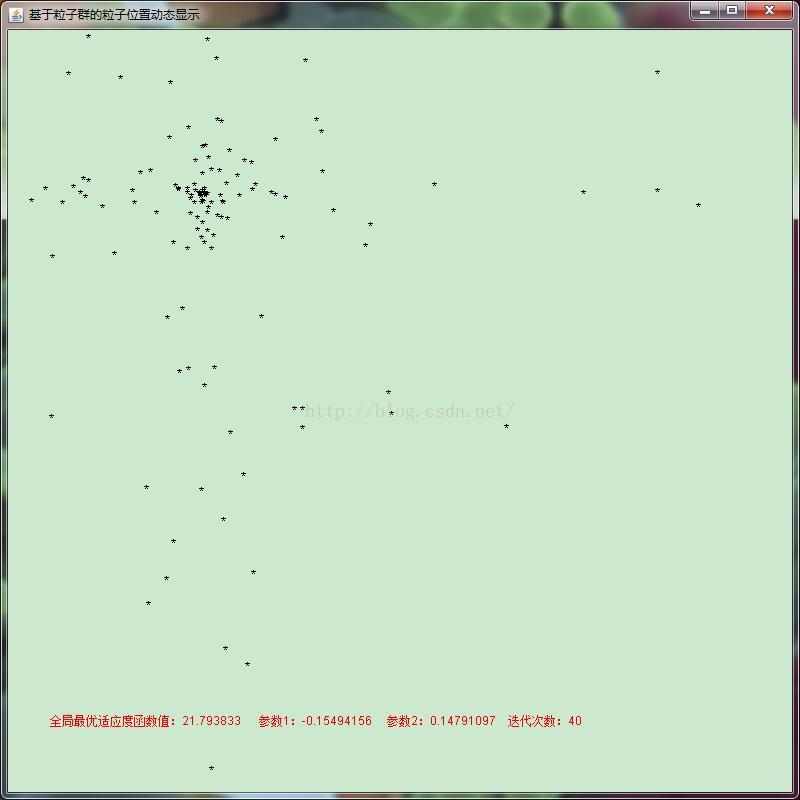 基于粒子群的粒子位置动态显示
http://blog.csdn.net/
全局最优适应度函数值：21.793833 参数1：-0.15494156 参数2：0.14791097 迭代次数：40